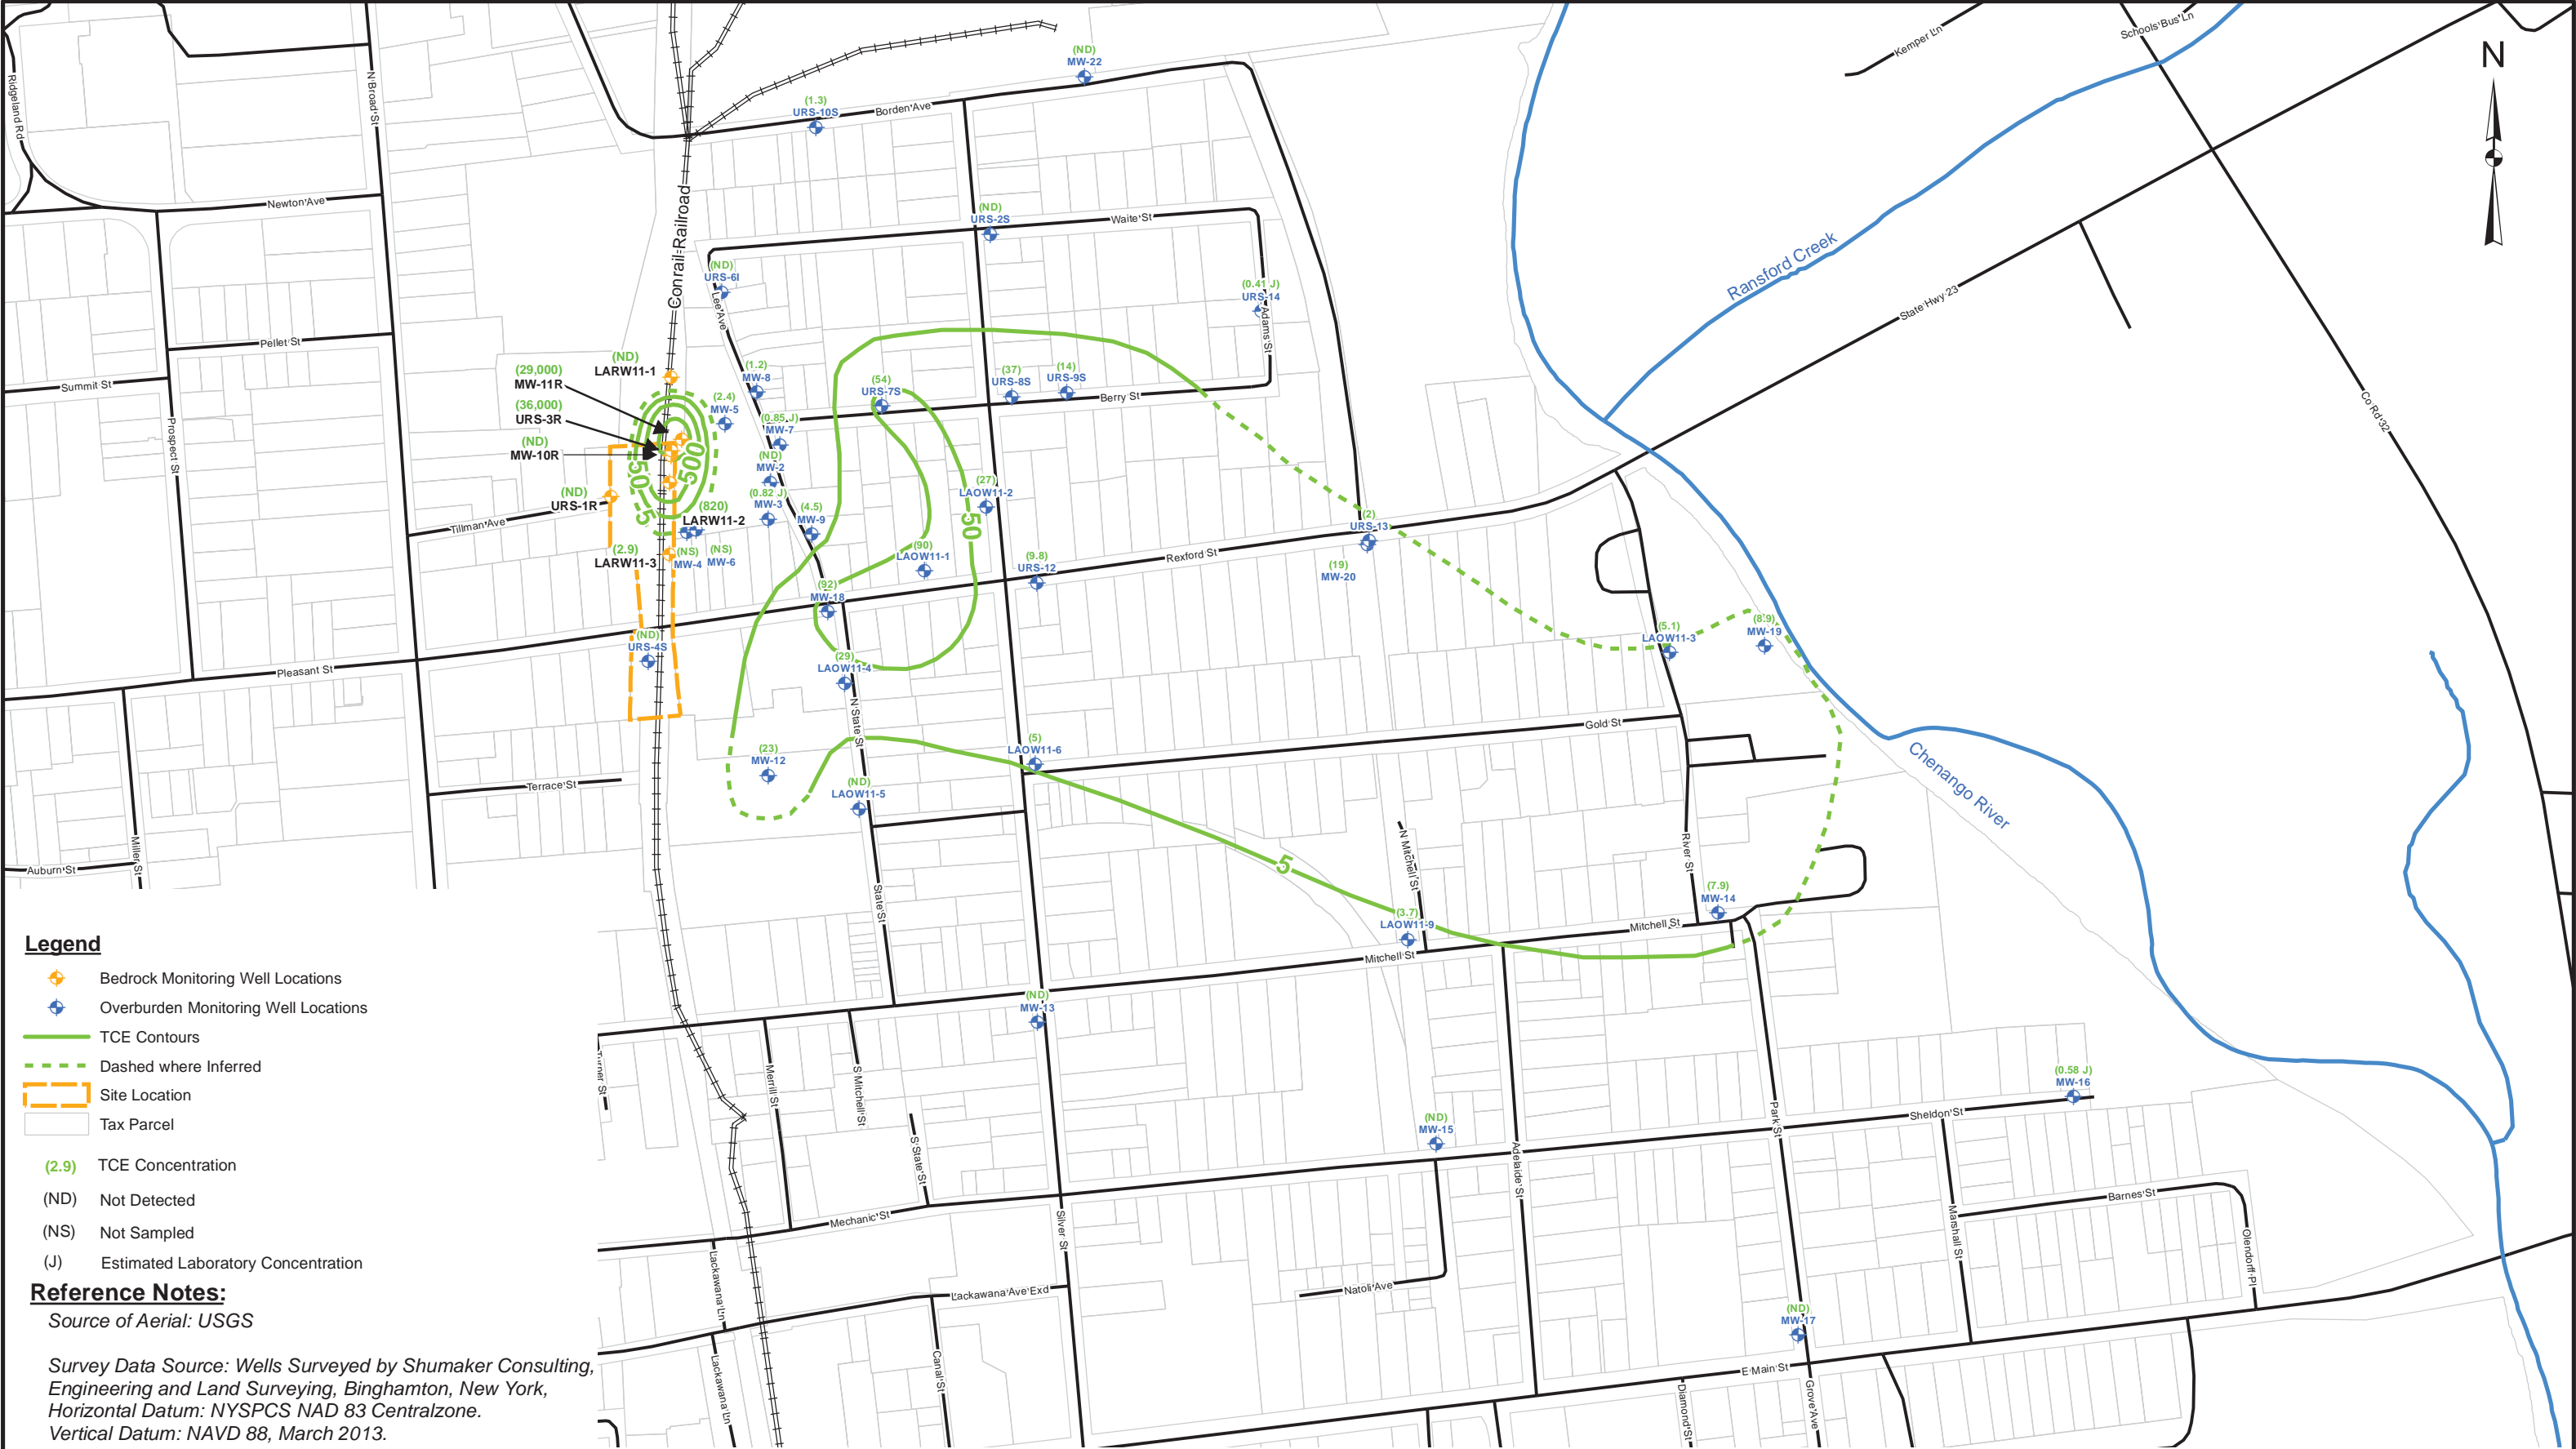 Schools Bus Ln
Kemper Ln
N
(ND)
MW-22
Ridgeland Rd
N Broad St
(1.3)
URS-10S
Borden Ave
Newton Ave
Conrail Railroad
(ND)
URS-2S
Waite St
Ransford Creek
State Hwy 23
(ND)
URS-6I
Lee Ave
(0.41 J)
URS-14
Adams St
Pellet St
Summit St
Prospect St
(ND)
LARW11-1
(29,000)
MW-11R
(36,000)
URS-3R
(ND)
MW-10R
(1.2)
MW-8
(2.4)
MW-5
(0.85 J)
MW-7
(54)
URS-7S
(37)
URS-8S
(14)
URS-9S
Berry St
Co Rd 32
50
500
5
(ND)
MW-2
(0.82 J)
MW-3
(4.5)
MW-9
(27)
LAOW11-2
50
(ND)
URS-1R
Tillman Ave
(820)
LARW11-2
(2.9)
LARW11-3
(NS)
MW-4
(NS)
MW-6
(90)
LAOW11-1
(9.8)
URS-12
Rexford St
(2)
URS-13
(19)
MW-20
(92)
MW-18
(ND)
URS-4S
(29)
LAOW11-4
(5.1)
LAOW11-3
(8.9)
MW-19
Pleasant St
N State St
Gold St
Chenango River
(23)
MW-12
(ND)
LAOW11-5
(5)
LAOW11-6
Terrace St
Miller St
Auburn St
5
N Mitchell St
River St
State St
(3.7)
LAOW11-9
(7.9)
MW-14
Mitchell St
Mitchell St
(ND)
MW-13
Turner St
Merrill St
S Mitchell St
S State St
(ND)
MW-15
(0.58 J)
MW-16
Sheldon St
Park St
Adelaide St
Mechanic St
Silver St
Barnes St
Marshall St
Olendorff Pl
Lackawana Ln
Lackawana Ave Exd
Natoli Ave
(ND)
MW-17
E Main St
Canal St
Lackawana Ln
Diamond St
Grove Ave
Legend
Bedrock Monitoring Well Locations
Overburden Monitoring Well Locations
TCE Contours
Dashed where Inferred
Site Location
Tax Parcel
(2.9) TCE Concentration
(ND) Not Detected
(NS) Not Sampled
(J) Estimated Laboratory Concentration
Reference Notes:
Source of Aerial: USGS
Survey Data Source: Wells Surveyed by Shumaker Consulting,
Engineering and Land Surveying, Binghamton, New York,
Horizontal Datum: NYSPCS NAD 83 Centralzone.
Vertical Datum: NAVD 88, March 2013.